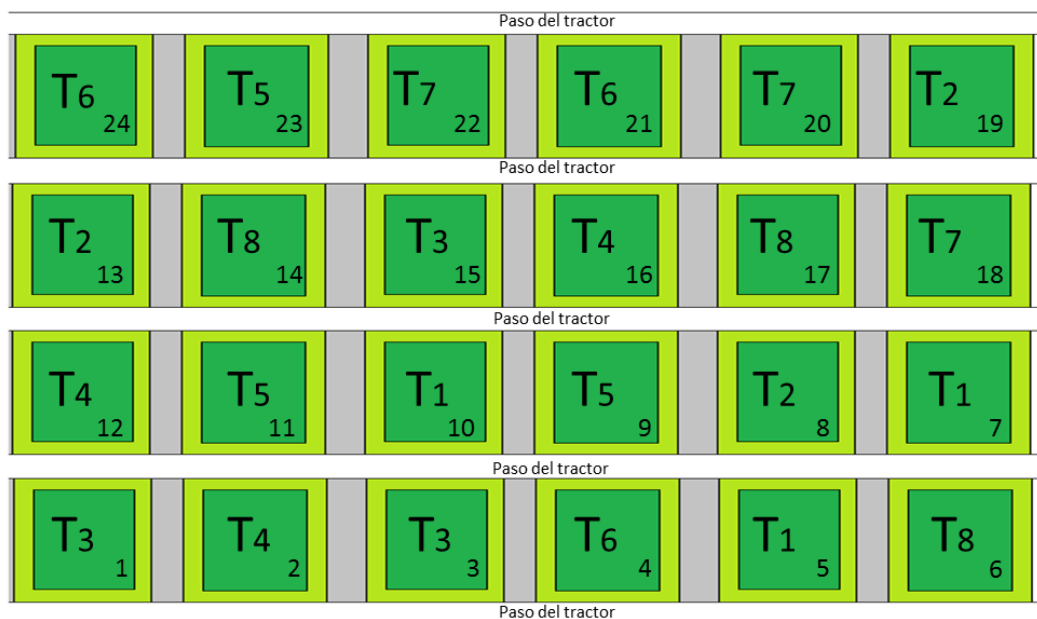 Paso del tractor
T6 T5 T7 T6 T7 T2
24 23 22 21 20 19
Paso del tractor
T2 T8 T3 T4 T8 T7
13 14 15 16 17 18
Paso del tractor
T4 T5 T1 T5 T2 T1
12 11 10 9 8 7
Paso del tractor
T3 T4 T3 T6 T1 T8
1 2 3 4 5 6
Paso del tractor